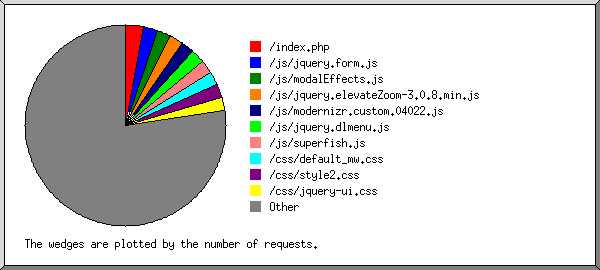 /index.php
/js/jquery.form.js
/js/modalEffects.js
/js/jquery.elevateZoom-3.0.8.min.js
/js/modernizr.custom.04022.js
/js/jquery.dlmenu.js
/js/superfish.js
/css/default_mw.css
/css/style2.css
/css/jquery-ui.css
Other
The wedges are plotted by the number of requests.